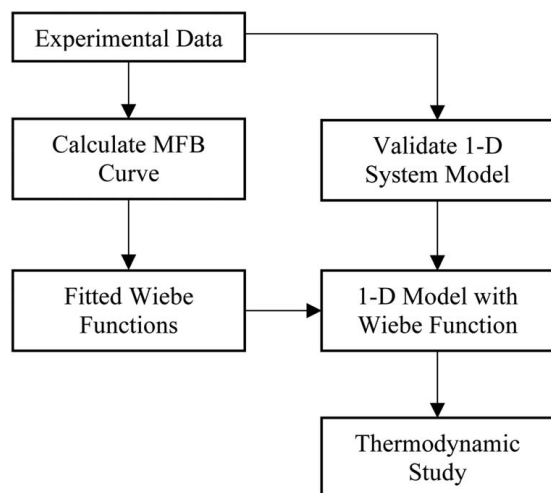 Experimental Data
Calculate MFB
Curve
Validate 1-D
System Model
Fitted Wiebe
Functions
1-D Model with
Wiebe Function
Thermodynamic
Study